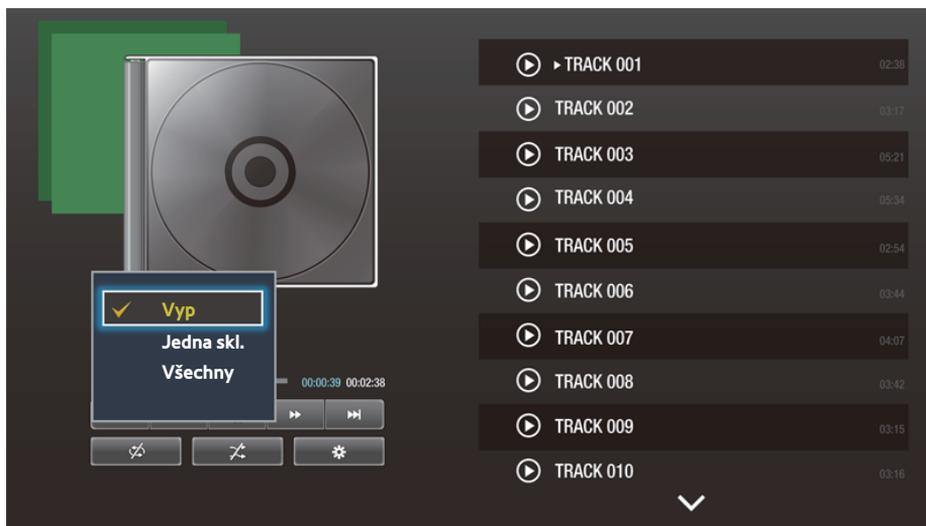 TRACK 001 02:38
TRACK 002 03:17
TRACK 003 05:21
TRACK 004 05:34
TRACK 005 02:54
TRACK 006 03:44
TRACK 007 04:07
TRACK 008 03:42
TRACK 009 03:15
TRACK 010 03:16
Vyp
Jedna skl.
Všechny
00:00:39 00:02:38